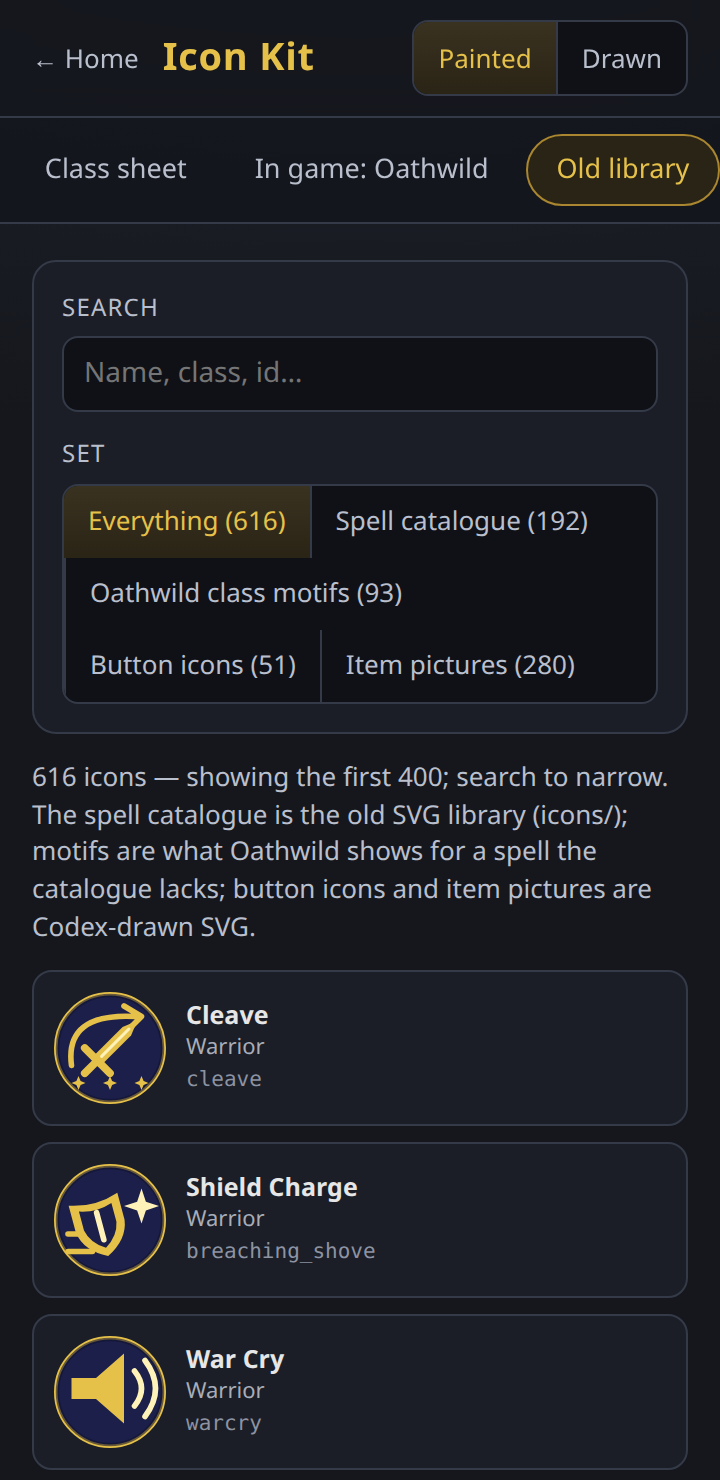 ← Home Icon Kit Painted Drawn
Class sheet In game: Oathwild Old library
SEARCH
Name, class, id…
SET
Everything (616) Spell catalogue (192)
Oathwild class motifs (93)
Button icons (51) Item pictures (280)
616 icons — showing the first 400; search to narrow.
The spell catalogue is the old SVG library (icons/);
motifs are what Oathwild shows for a spell the
catalogue lacks; button icons and item pictures are
Codex-drawn SVG.
Cleave
Warrior
cleave
Shield Charge
Warrior
breaching_shove
War Cry
Warrior
warcry